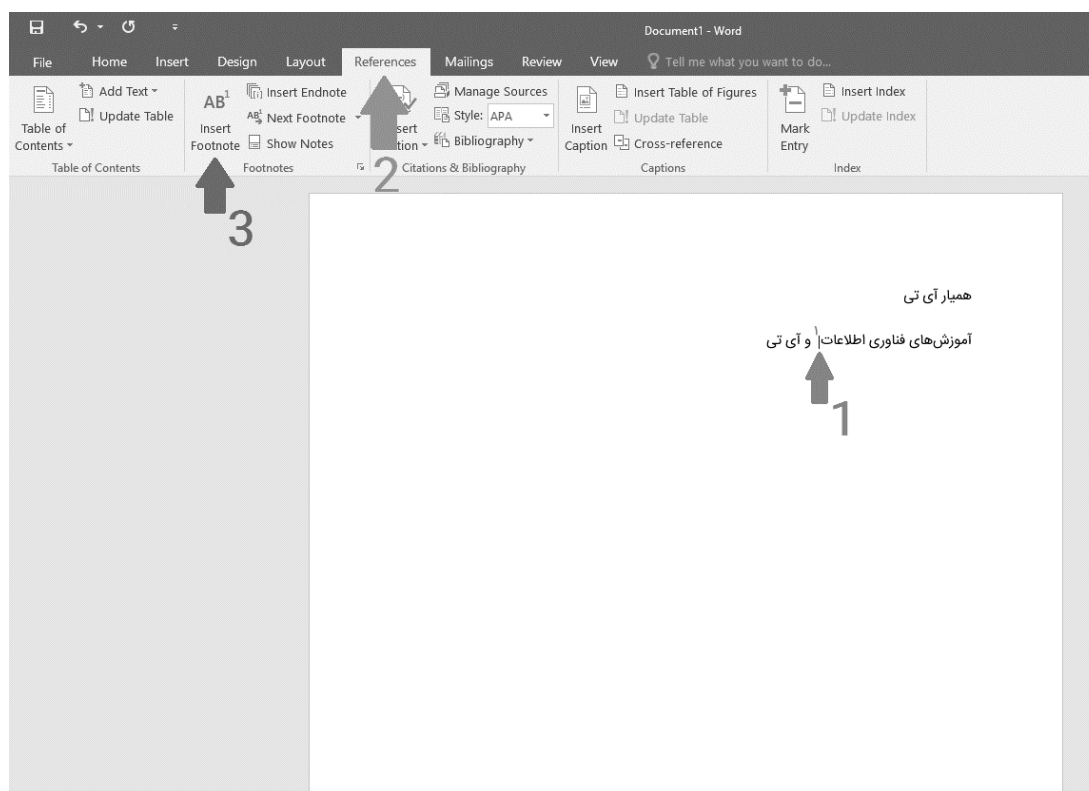 Document1 - Word
File Home Insert Design Layout References Mailings Review View Tell me what you want to do...
Table of Contents
Add Text
Update Table
Table of Contents
AB1
Insert Footnote
Insert Endnote
AB1 Next Footnote
Show Notes
Footnotes
Manage Sources
Style: APA
Bibliography
Citations & Bibliography
Insert Caption
Insert Table of Figures
Update Table
Cross-reference
Captions
Mark Entry
Insert Index
Update Index
Index
2
3
همیار آی تی
آموزش‌های فناوری اطلاعات۱ و آی تی
1